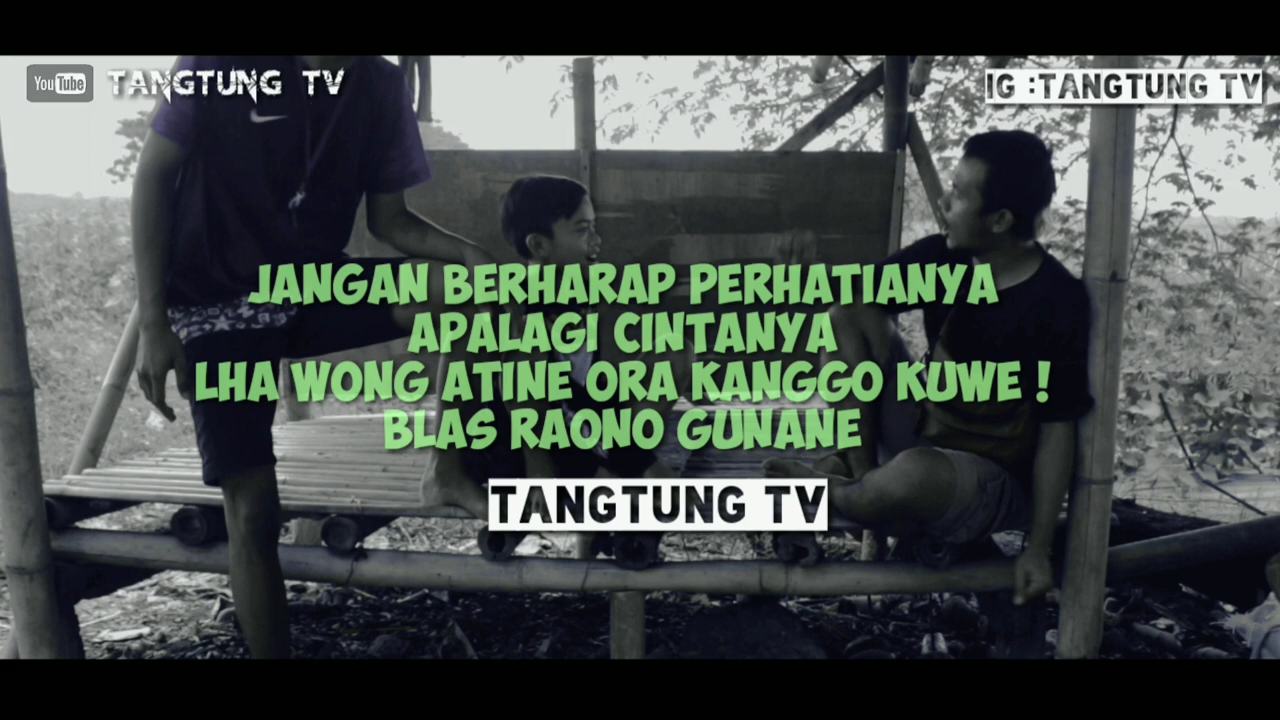 YouTube TANGTUNG TV
IG :TANGTUNG TV
JANGAN BERHARAP PERHATIANYA
APALAGI CINTANYA
LHA WONG ATINE ORA KANGGO KUWE !
BLAS RAONO GUNANE
TANGTUNG TV